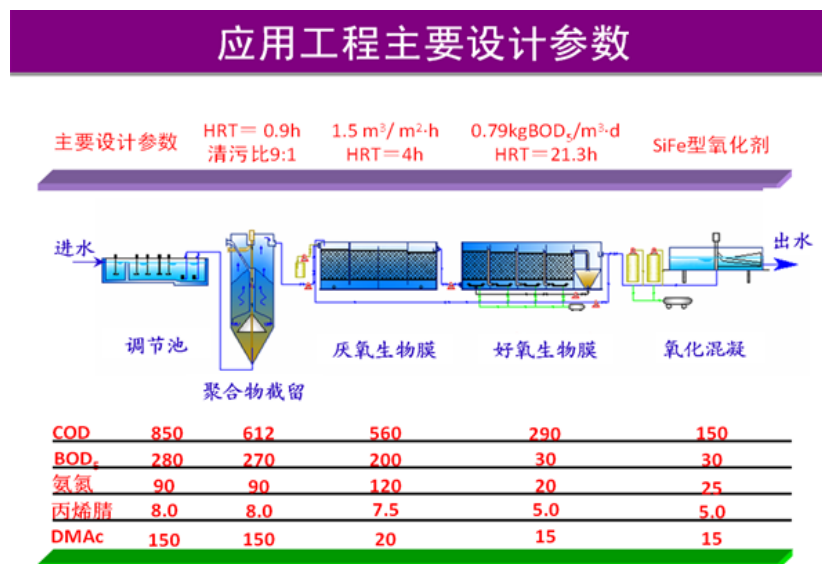 应用工程主要设计参数
主要设计参数
HRT＝ 0.9h
清污比9:1
1.5 m³/ m²·h
HRT＝4h
0.79kgBOD₅/m³·d
HRT＝21.3h
SiFe型氧化剂
进水
出水
调节池
聚合物截留
厌氧生物膜
好氧生物膜
氧化混凝
COD 850 612 560 290 150
BOD₅ 280 270 200 30 30
氨氮 90 90 120 20 25
丙烯腈 8.0 8.0 7.5 5.0 5.0
DMAc 150 150 20 15 15